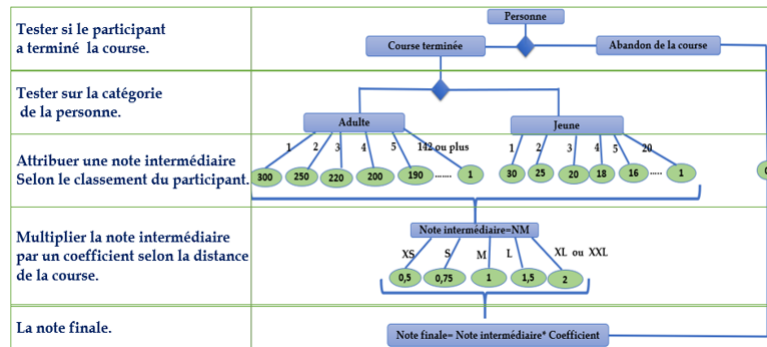 Personne
Tester si le participant
a terminé la course.
Course terminée
Abandon de la course
Tester sur la catégorie
de la personne.
Adulte
Jeune
1 2 3 4 5 142 ou plus
1 2 3 4 5 20
Attribuer une note intermédiaire
Selon le classement du participant.
300 250 220 200 190 ...... 1
30 25 20 18 16 ..... 1
Note intermédiaire=NM
XS S M L XL ou XXL
Multiplier la note intermédiaire
par un coefficient selon la distance
de la course.
0,5 0,75 1 1,5 2
La note finale.
Note finale= Note intermédiaire* Coefficient